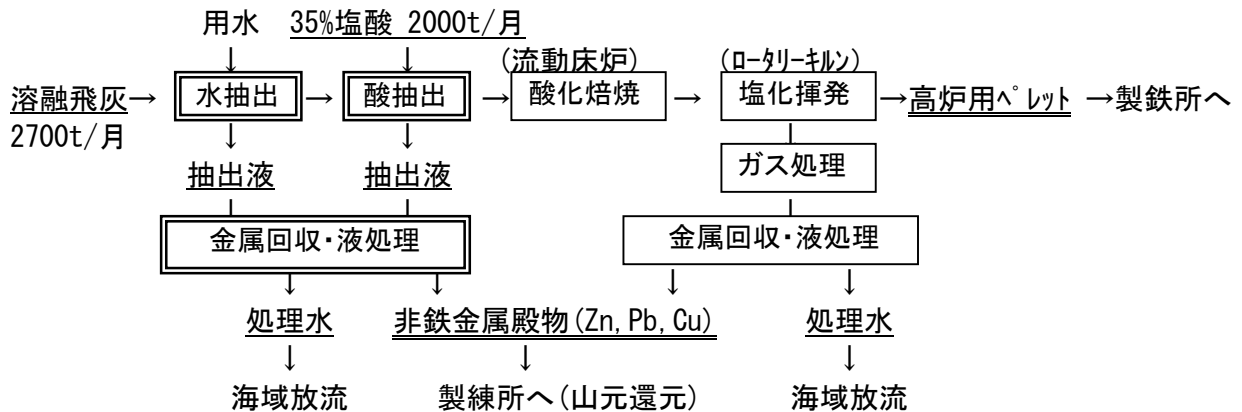 用水 35%塩酸 2000t/月
(流動床炉) (ﾛｰﾀﾘｰｷﾙﾝ)
溶融飛灰→ 水抽出 → 酸抽出 → 酸化焙焼 → 塩化揮発 →高炉用ﾍﾟﾚｯﾄ →製鉄所へ
2700t/月
抽出液 抽出液 ガス処理
金属回収・液処理 金属回収・液処理
処理水 非鉄金属殿物(Zn,Pb,Cu) 処理水
海域放流 製練所へ(山元還元) 海域放流